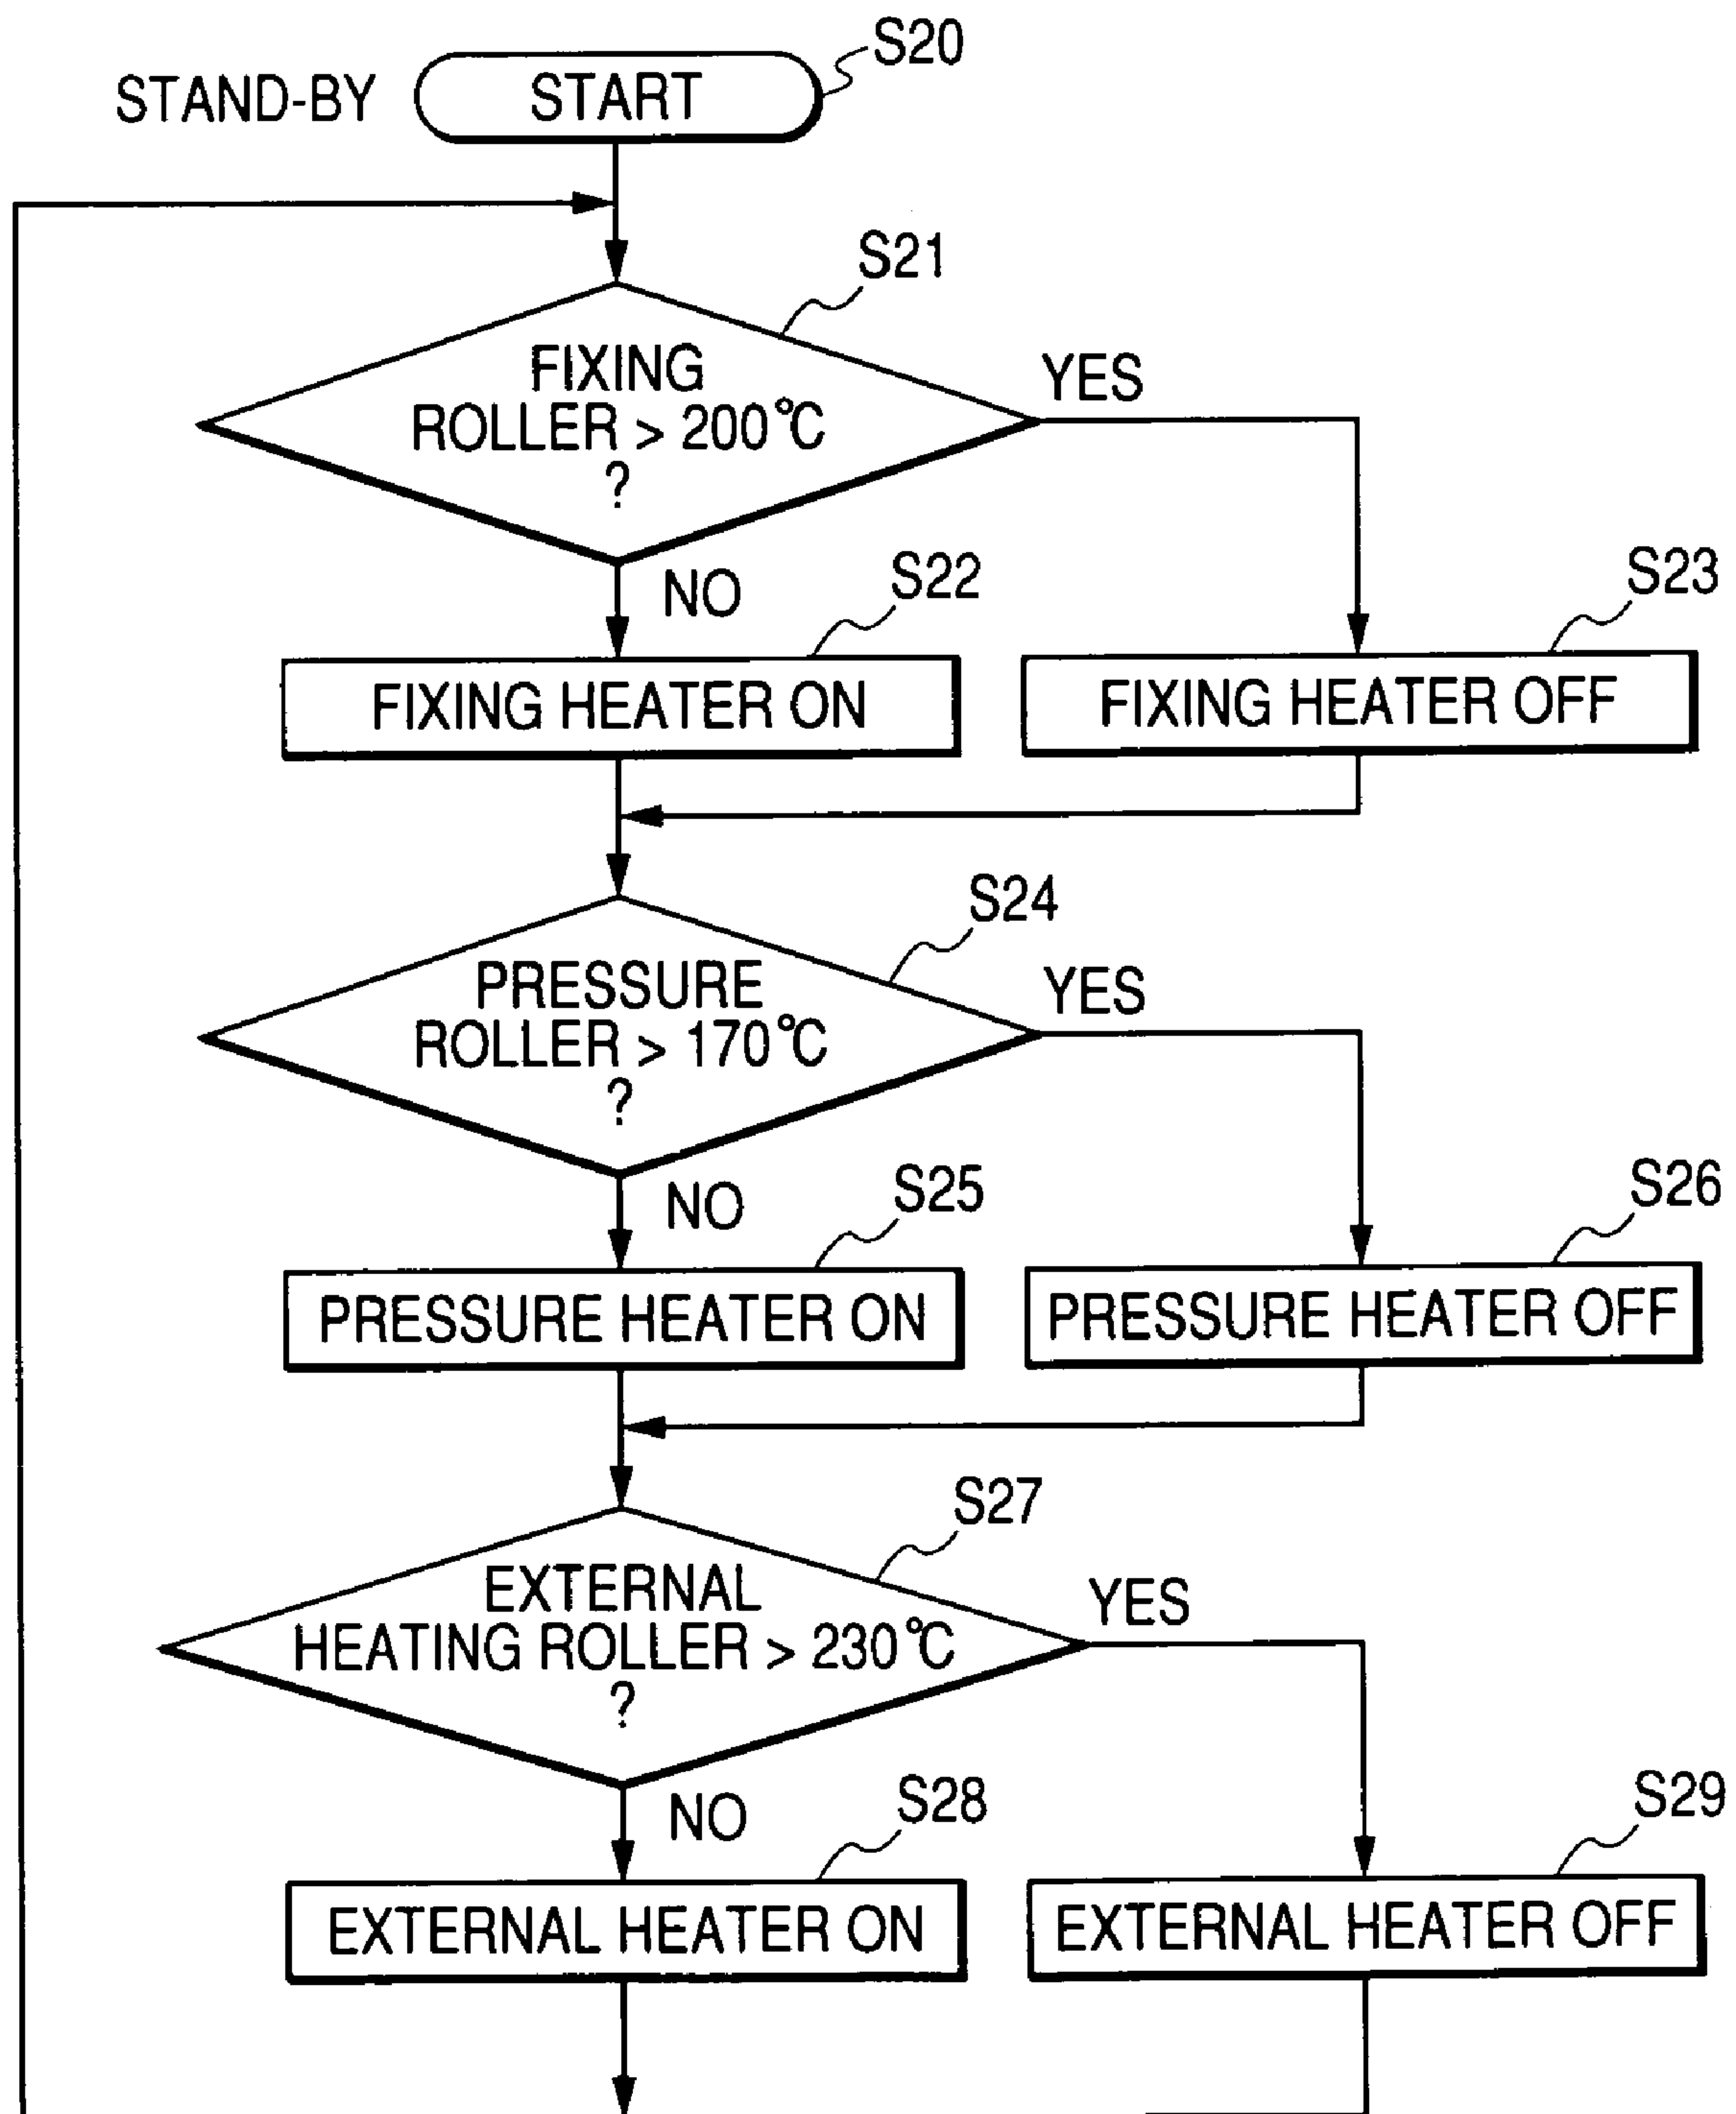 S20
STAND-BY
START
S21
FIXING
ROLLER > 200°C
?
YES
NO
S22
S23
FIXING HEATER ON
FIXING HEATER OFF
S24
PRESSURE
ROLLER > 170°C
?
YES
NO
S25
S26
PRESSURE HEATER ON
PRESSURE HEATER OFF
S27
EXTERNAL
HEATING ROLLER > 230°C
?
YES
NO
S28
S29
EXTERNAL HEATER ON
EXTERNAL HEATER OFF